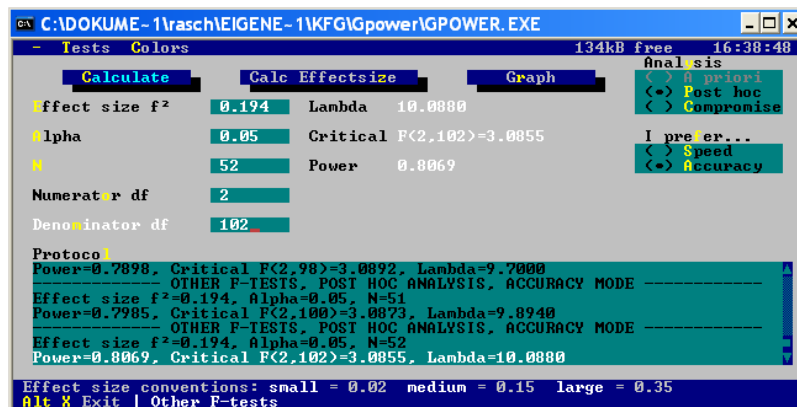 C:\DOKUME~1\rasch\EIGENE~1\KFG\Gpower\GPOWER.EXE
- Tests Colors 134kB free 16:38:48
Calculate Calc Effectsize Graph
Analysis
( ) A priori
(•) Post hoc
( ) Compromise
Effect size f² 0.194 Lambda 10.0880
Alpha 0.05 Critical F(2,102)=3.0855
I prefer...
( ) Speed
(•) Accuracy
N 52 Power 0.8069
Numerator df 2
Denominator df 102_
Protocol
Power=0.7898, Critical F(2,98)=3.0892, Lambda=9.7000
------------- OTHER F-TESTS, POST HOC ANALYSIS, ACCURACY MODE ------------
Effect size f²=0.194, Alpha=0.05, N=51
Power=0.7985, Critical F(2,100)=3.0873, Lambda=9.8940
------------- OTHER F-TESTS, POST HOC ANALYSIS, ACCURACY MODE ------------
Effect size f²=0.194, Alpha=0.05, N=52
Power=0.8069, Critical F(2,102)=3.0855, Lambda=10.0880
Effect size conventions: small = 0.02 medium = 0.15 large = 0.35
Alt X Exit | Other F-tests